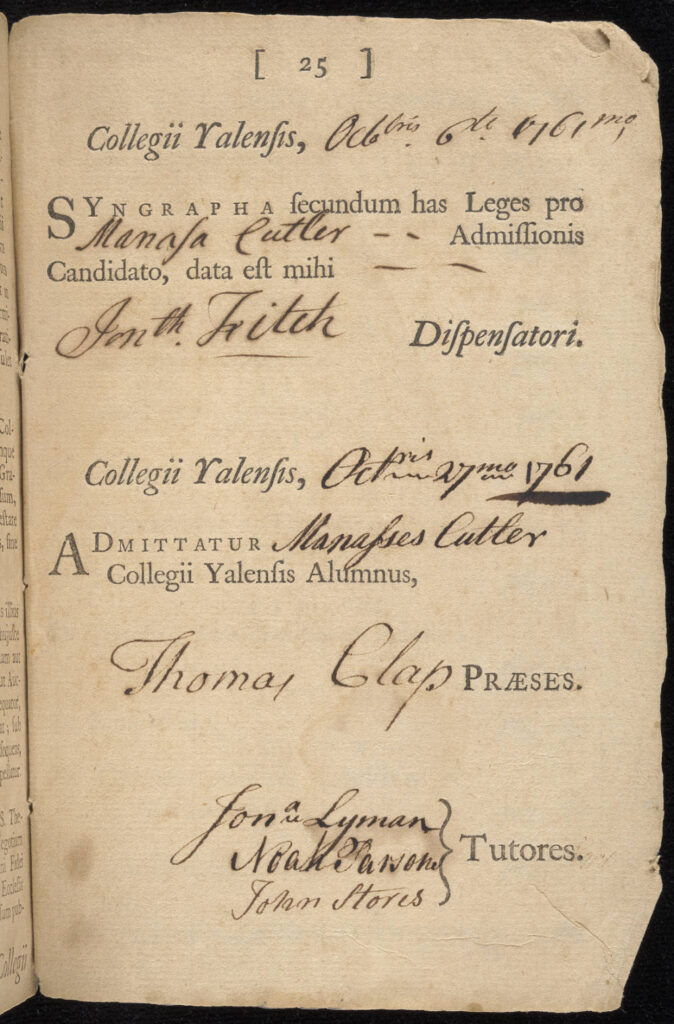 [ 25 ]
Collegii Yalenſis, Octobris. 6to. 1761mo,
SYNGRAPHA ſecundum has Leges pro
Manaſa Cutler -- Admiſſionis
Candidato, data eſt mihi — —
Jonth. Fitch Diſpenſatori.
Collegii Yalenſis, Octbris 27mo 1761
ADMITTATUR Manaſses Cutler
Collegii Yalenſis Alumnus,
Thomas Clap PRÆSES.
Jona Lyman
Noah Parsons } Tutores.
John Stores